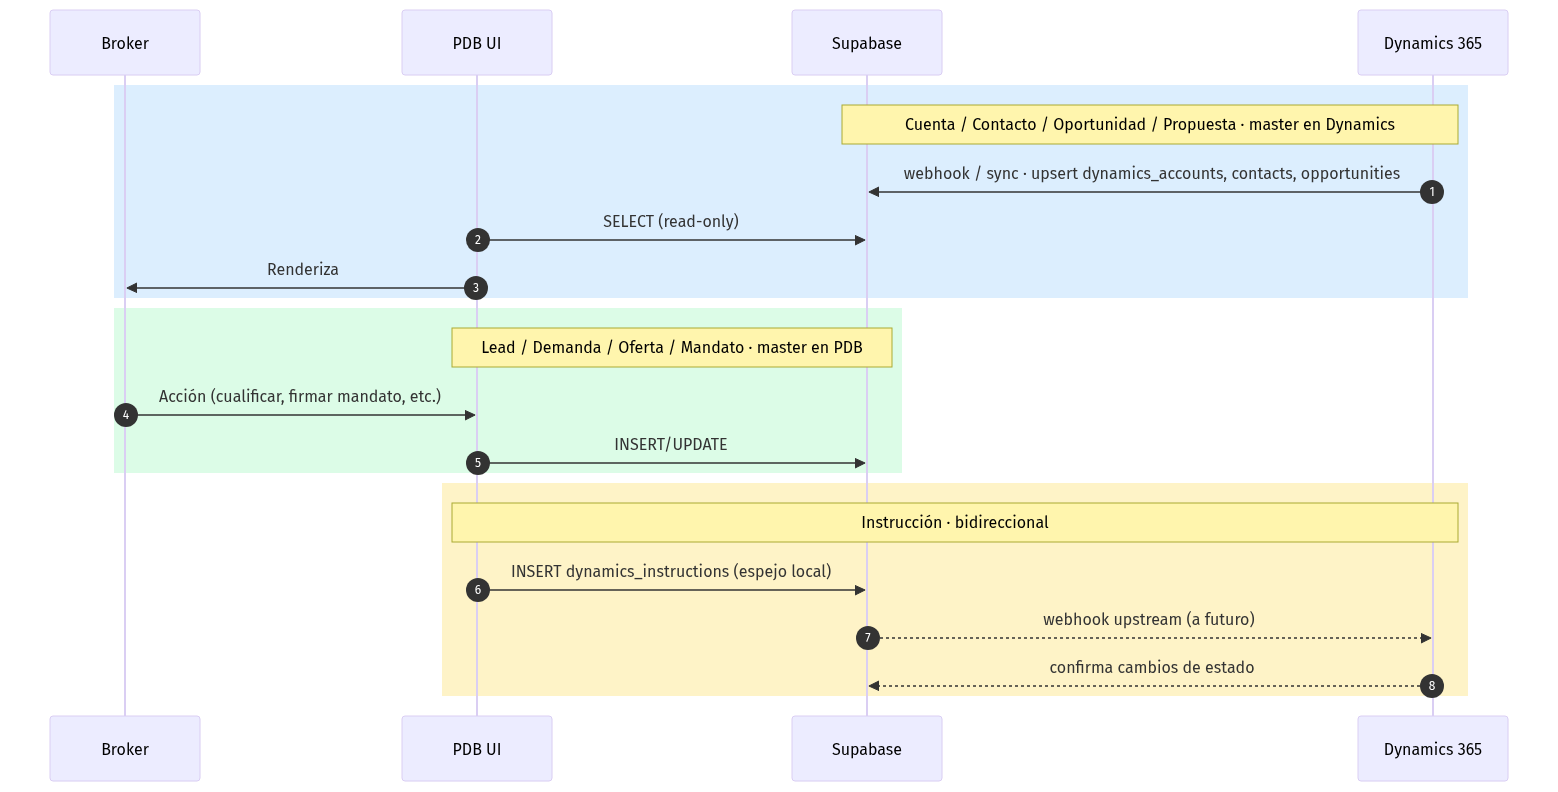 Broker
PDB UI
Supabase
Dynamics 365
Cuenta / Contacto / Oportunidad / Propuesta · master en Dynamics
webhook / sync · upsert dynamics_accounts, contacts, opportunities
1
SELECT (read-only)
2
Renderiza
3
Lead / Demanda / Oferta / Mandato · master en PDB
Acción (cualificar, firmar mandato, etc.)
4
INSERT/UPDATE
5
Instrucción · bidireccional
INSERT dynamics_instructions (espejo local)
6
webhook upstream (a futuro)
7
confirma cambios de estado
8
Broker
PDB UI
Supabase
Dynamics 365